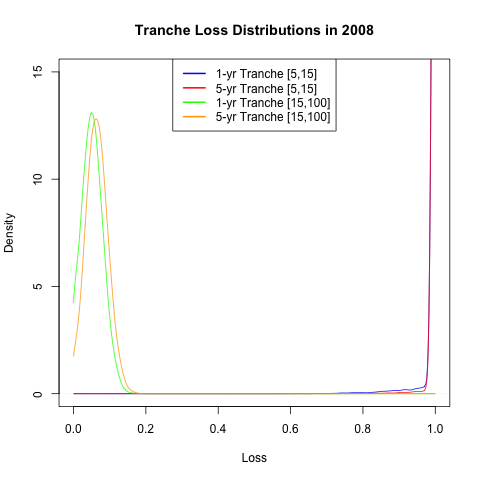 Tranche Loss Distributions in 2008
1-yr Tranche [5,15]
5-yr Tranche [5,15]
1-yr Tranche [15,100]
5-yr Tranche [15,100]
Density
15
10
5
0
0.0 0.2 0.4 0.6 0.8 1.0
Loss